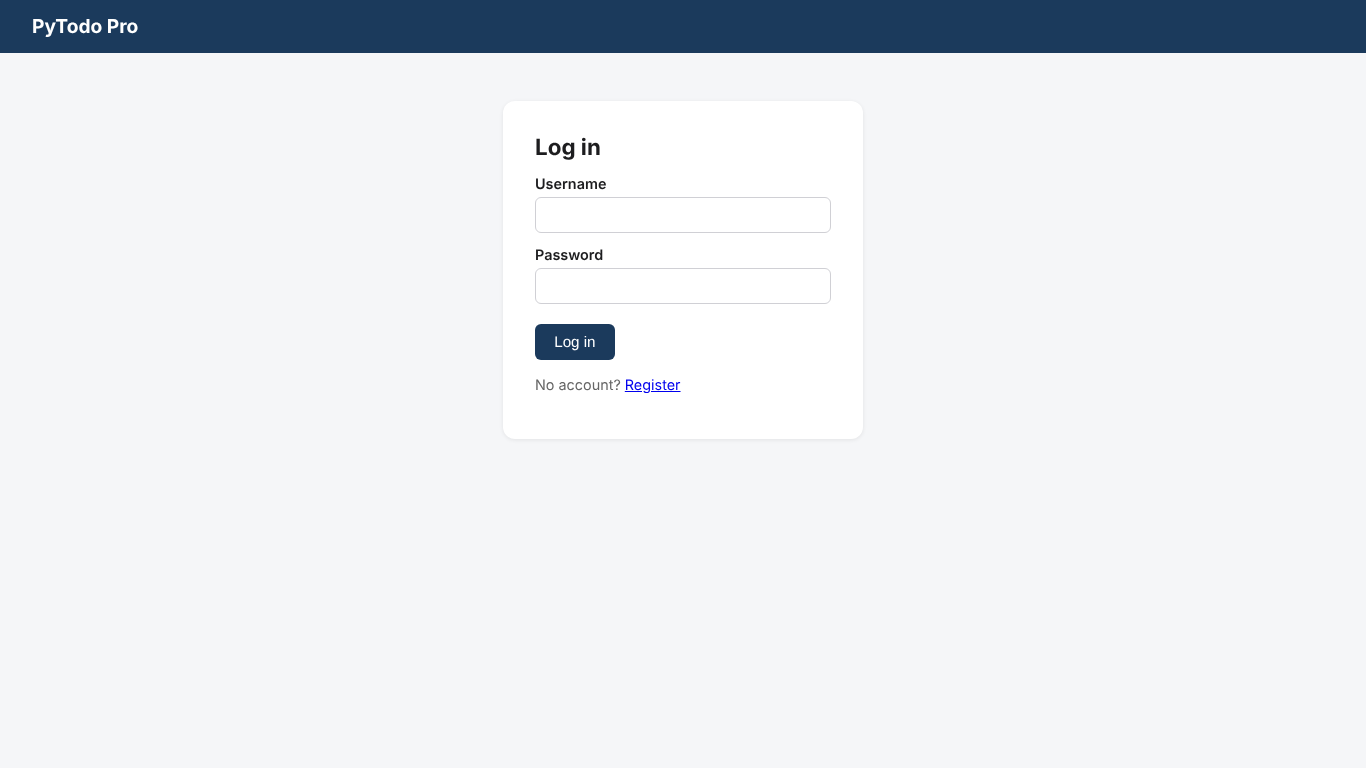 PyTodo Pro
Log in
Username
Password
Log in
No account? Register